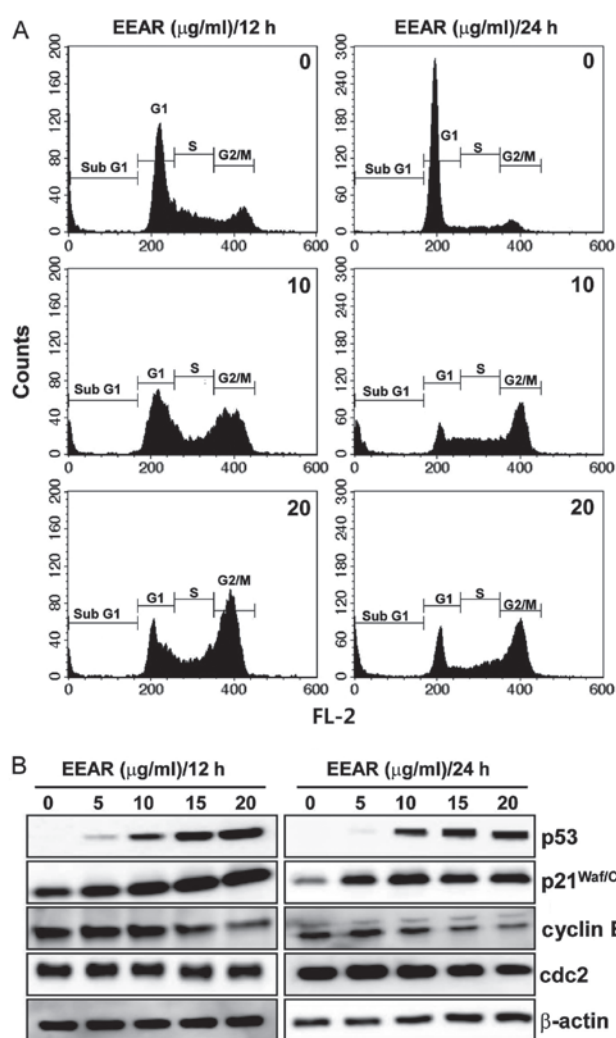 A
EEAR (μg/ml)/12 h
EEAR (μg/ml)/24 h
200
160
120
80
40
0
0
G1
Sub G1
S
G2/M
0 200 400 600
300
240
180
120
60
0
0
G1
Sub G1
S
G2/M
0 200 400 600
Counts
200
160
120
80
40
0
10
Sub G1
G1
S
G2/M
0 200 400 600
300
240
180
120
60
0
10
Sub G1
G1
S
G2/M
0 200 400 600
200
160
120
80
40
0
20
Sub G1
G1
S
G2/M
0 200 400 600
300
240
180
120
60
0
20
Sub G1
G1
S
G2/M
0 200 400 600
FL-2
B
EEAR (μg/ml)/12 h
EEAR (μg/ml)/24 h
0 5 10 15 20
0 5 10 15 20
p53
p21Waf/C
cyclin B
cdc2
β-actin